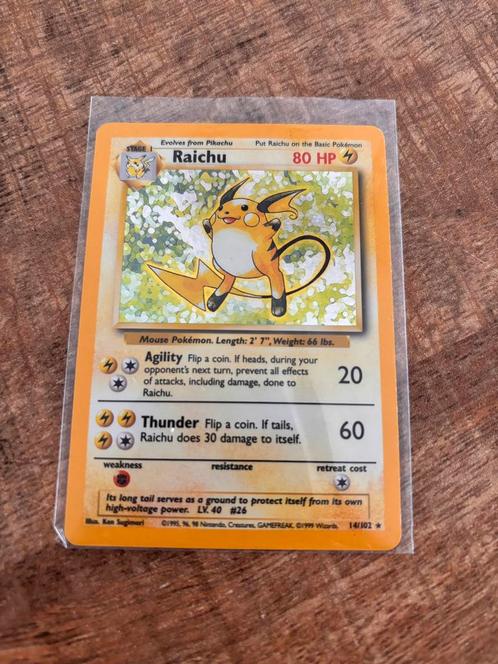 Evolves from Pikachu Put Raichu on the Basic Pokémon
STAGE 1
Raichu 80 HP
Mouse Pokémon. Length: 2' 7", Weight: 66 lbs.
Agility Flip a coin. If heads, during your
opponent's next turn, prevent all effects
of attacks, including damage, done to
Raichu.
20
Thunder Flip a coin. If tails,
Raichu does 30 damage to itself.
60
weakness resistance retreat cost
Its long tail serves as a ground to protect itself from its own
high-voltage power. LV. 40 #26
Illus. Ken Sugimori ©1995, 96, 98 Nintendo, Creatures, GAMEFREAK. ©1999 Wizards. 14/102 ★